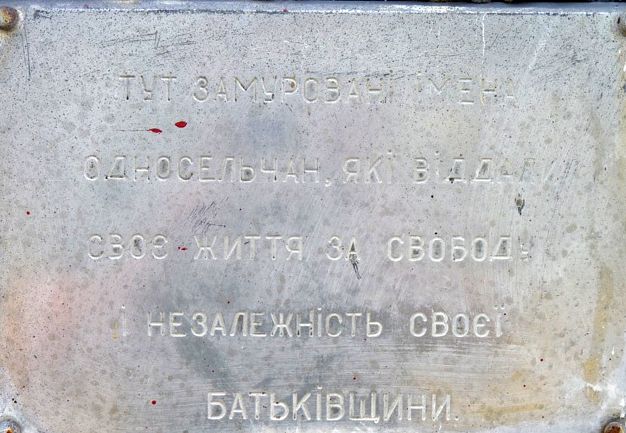 ТУТ ЗАМУРОВАНІ ІМЕНА
ОДНОСЕЛЬЧАН, ЯКІ ВІДДАЛИ
СВОЄ ЖИТТЯ ЗА СВОБОДУ
І НЕЗАЛЕЖНІСТЬ СВОЄЇ
БАТЬКІВЩИНИ.